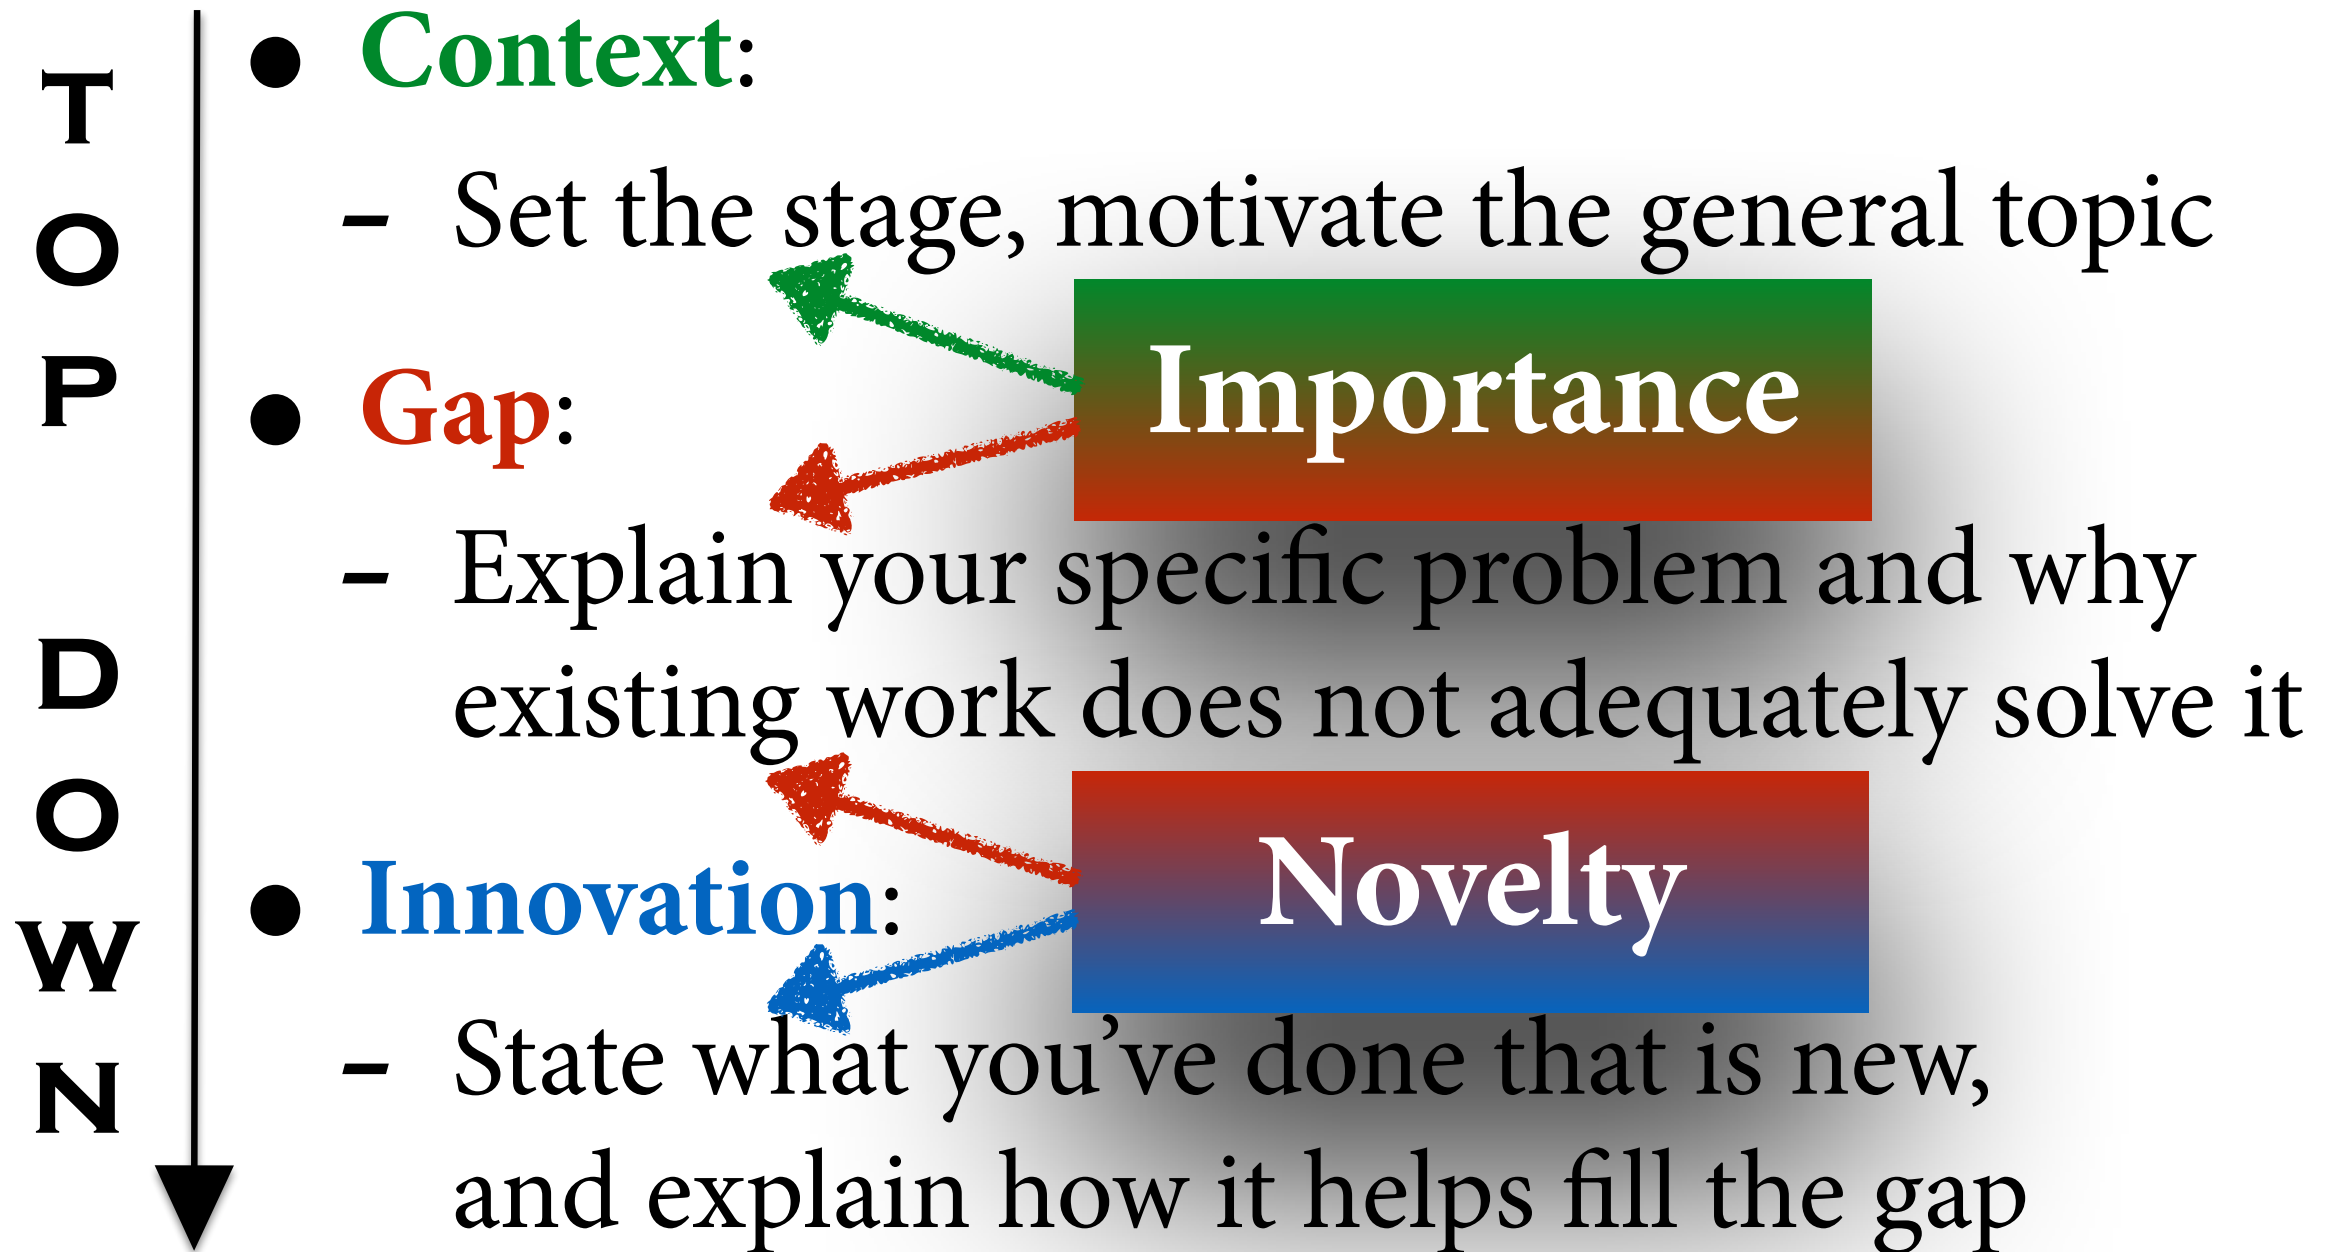 TOP DOWN
• Context:
– Set the stage, motivate the general topic
Importance
• Gap:
– Explain your specific problem and why
existing work does not adequately solve it
Novelty
• Innovation:
– State what you’ve done that is new,
and explain how it helps fill the gap